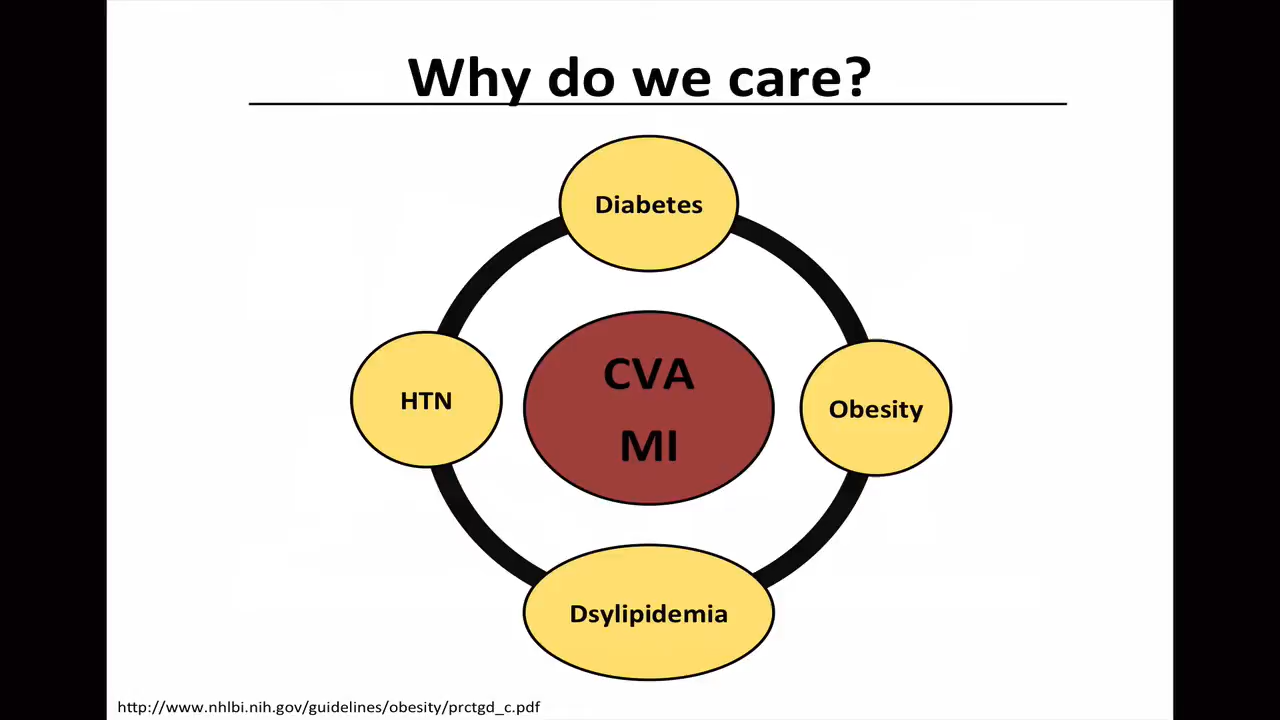 Why do we care?
Diabetes
CVA
MI
HTN
Obesity
Dsylipidemia
http://www.nhlbi.nih.gov/guidelines/obesity/prctgd_c.pdf